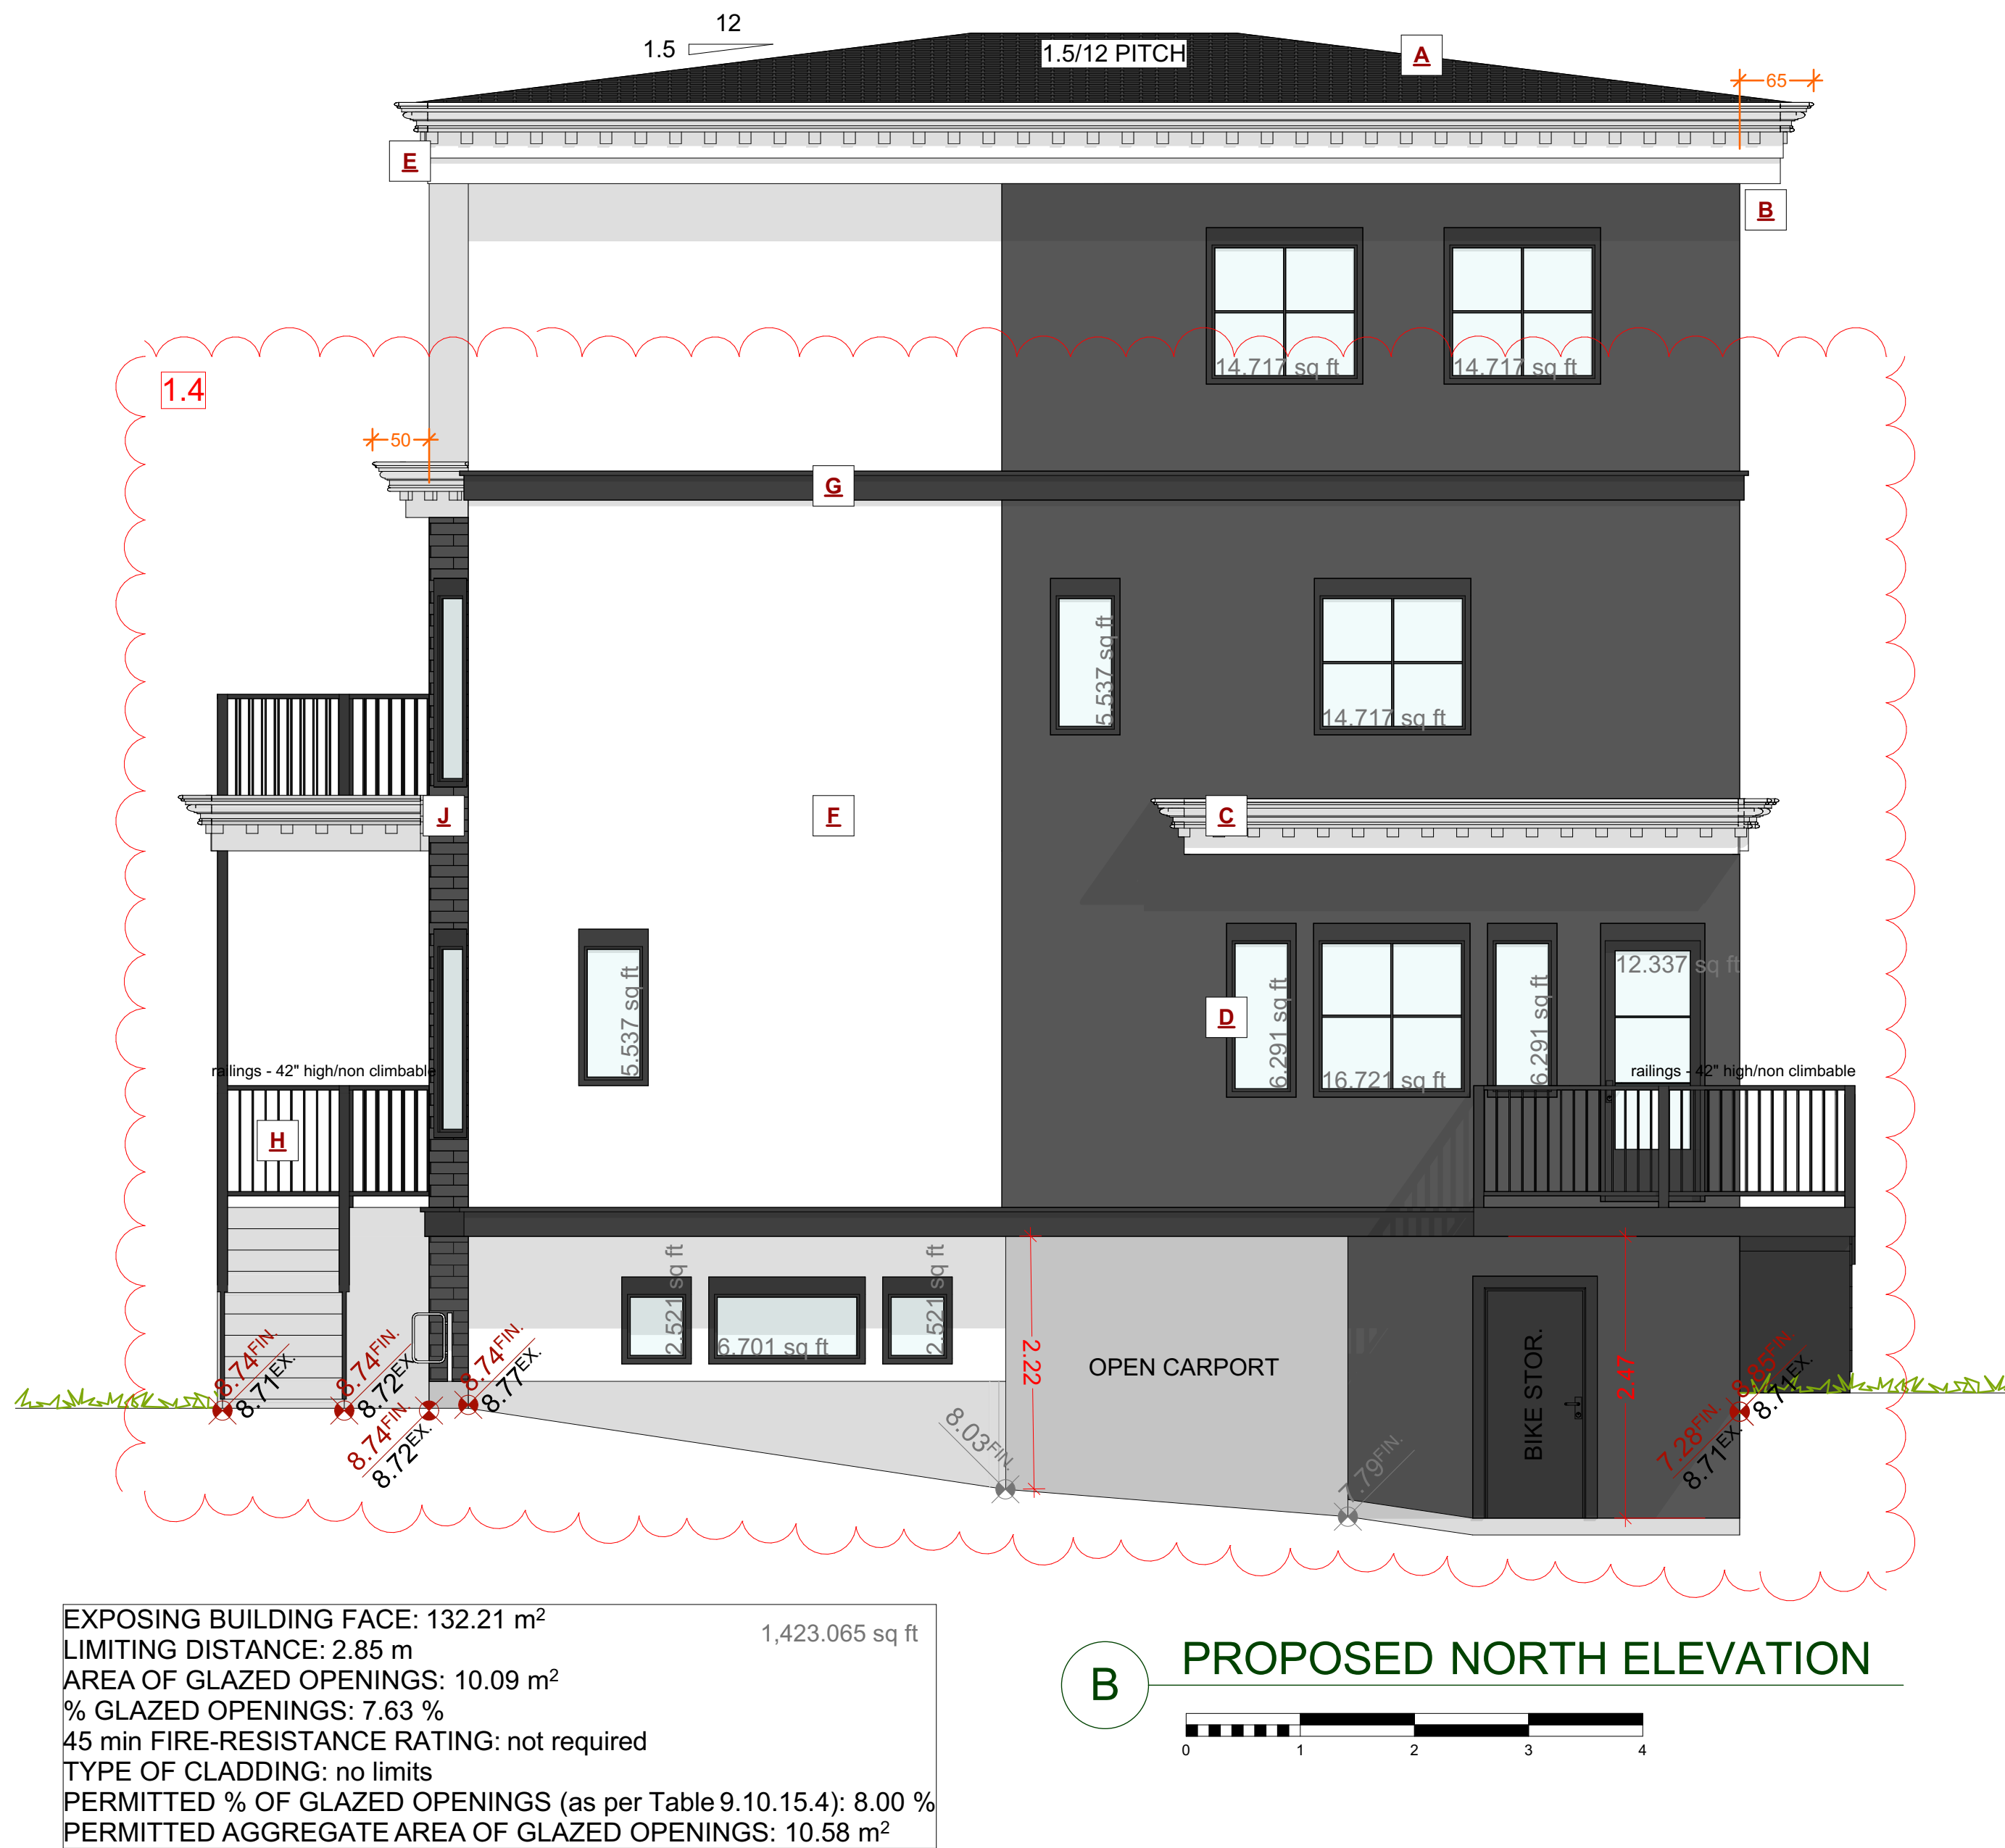 12
1.5
1.5/12 PITCH
A
65
E
B
14.717 sq ft
14.717 sq ft
1.4
50
G
5.537 sq ft
14.717 sq ft
J
F
C
5.537 sq ft
D
6.291 sq ft
16.721 sq ft
6.291 sq ft
12.337 sq ft
railings - 42" high/non climbable
railings - 42" high/non climbable
H
2.521 sq ft
6.701 sq ft
2.521 sq ft
2.22
OPEN CARPORT
BIKE STOR.
2.47
8.74FIN.
8.71EX.
8.74FIN.
8.72EX.
8.74FIN.
8.72EX.
8.74FIN.
8.77EX.
8.03FIN.
7.79FIN.
7.28FIN.
8.71EX.
8.85FIN.
8.71EX.
EXPOSING BUILDING FACE: 132.21 m²
1,423.065 sq ft
LIMITING DISTANCE: 2.85 m
AREA OF GLAZED OPENINGS: 10.09 m²
% GLAZED OPENINGS: 7.63 %
45 min FIRE-RESISTANCE RATING: not required
TYPE OF CLADDING: no limits
PERMITTED % OF GLAZED OPENINGS (as per Table 9.10.15.4): 8.00 %
PERMITTED AGGREGATE AREA OF GLAZED OPENINGS: 10.58 m²
B
PROPOSED NORTH ELEVATION
0 1 2 3 4